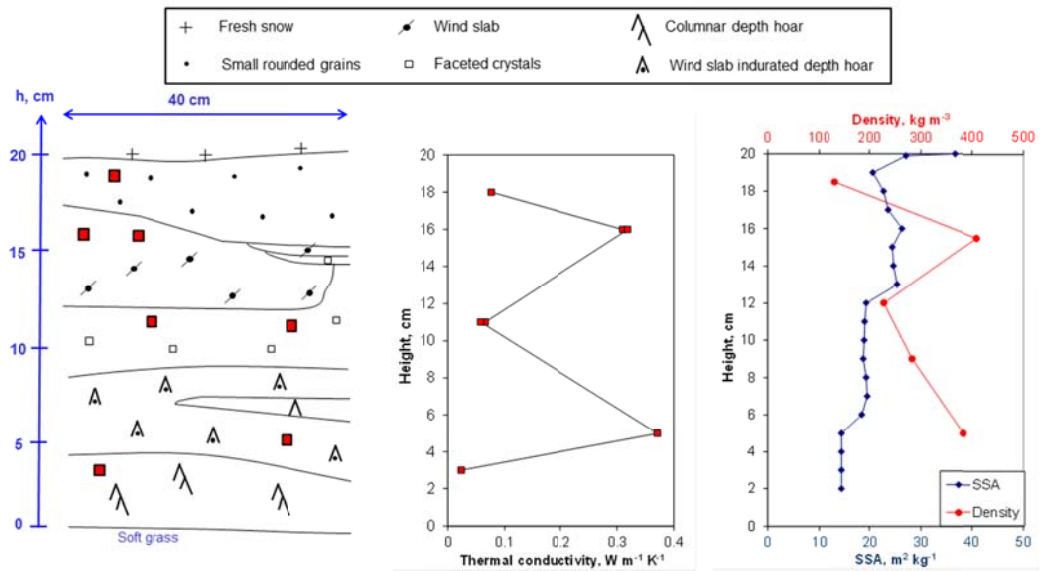 Fresh snow
Wind slab
Columnar depth hoar
Small rounded grains
Faceted crystals
Wind slab indurated depth hoar
h, cm
40 cm
20
15
10
5
0
Soft grass
Height, cm
20
18
16
14
12
10
8
6
4
2
0
0
0.1
0.2
0.3
0.4
Thermal conductivity, W m⁻¹ K⁻¹
Density, kg m⁻³
0
100
200
300
400
500
Height, cm
20
18
16
14
12
10
8
6
4
2
0
SSA
Density
0
10
20
30
40
50
SSA, m² kg⁻¹